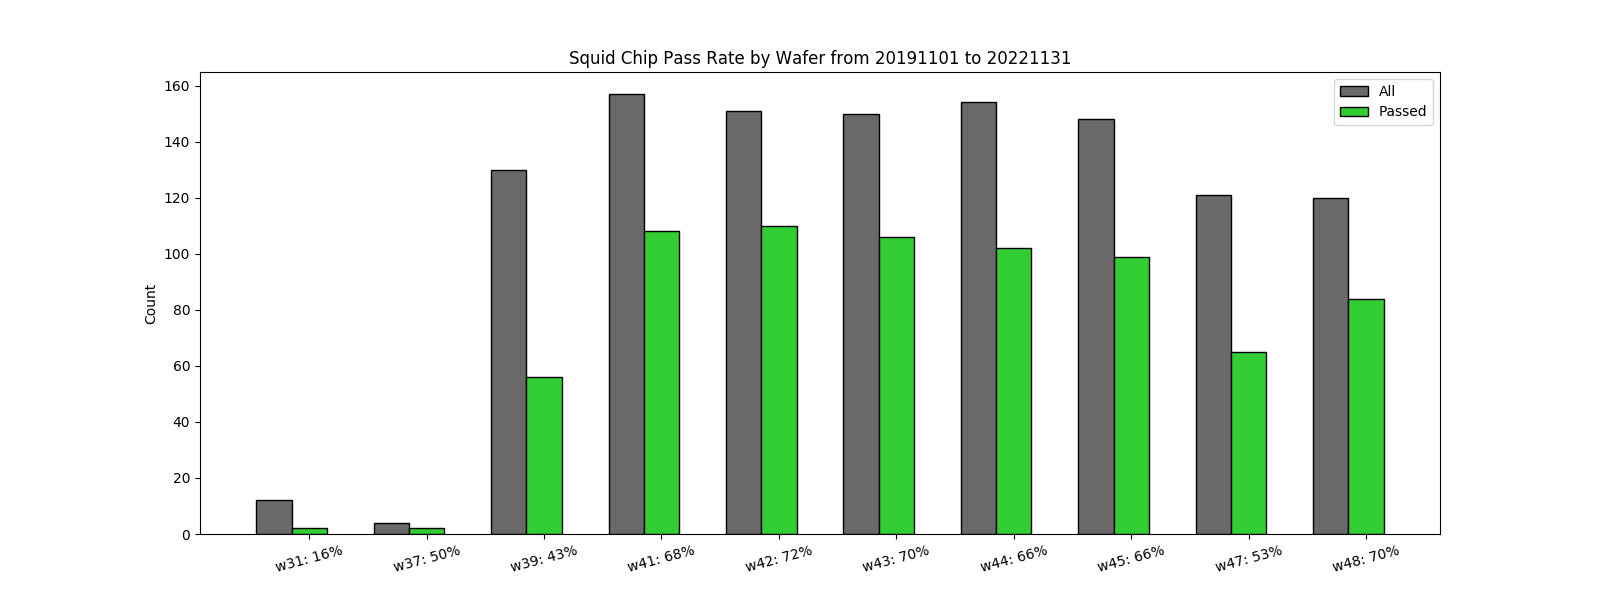 Squid Chip Pass Rate by Wafer from 20191101 to 20221131
160
140
120
100
80
60
40
20
0
Count
All
Passed
w31: 16%
w37: 50%
w39: 43%
w41: 68%
w42: 72%
w43: 70%
w44: 66%
w45: 66%
w47: 53%
w48: 70%